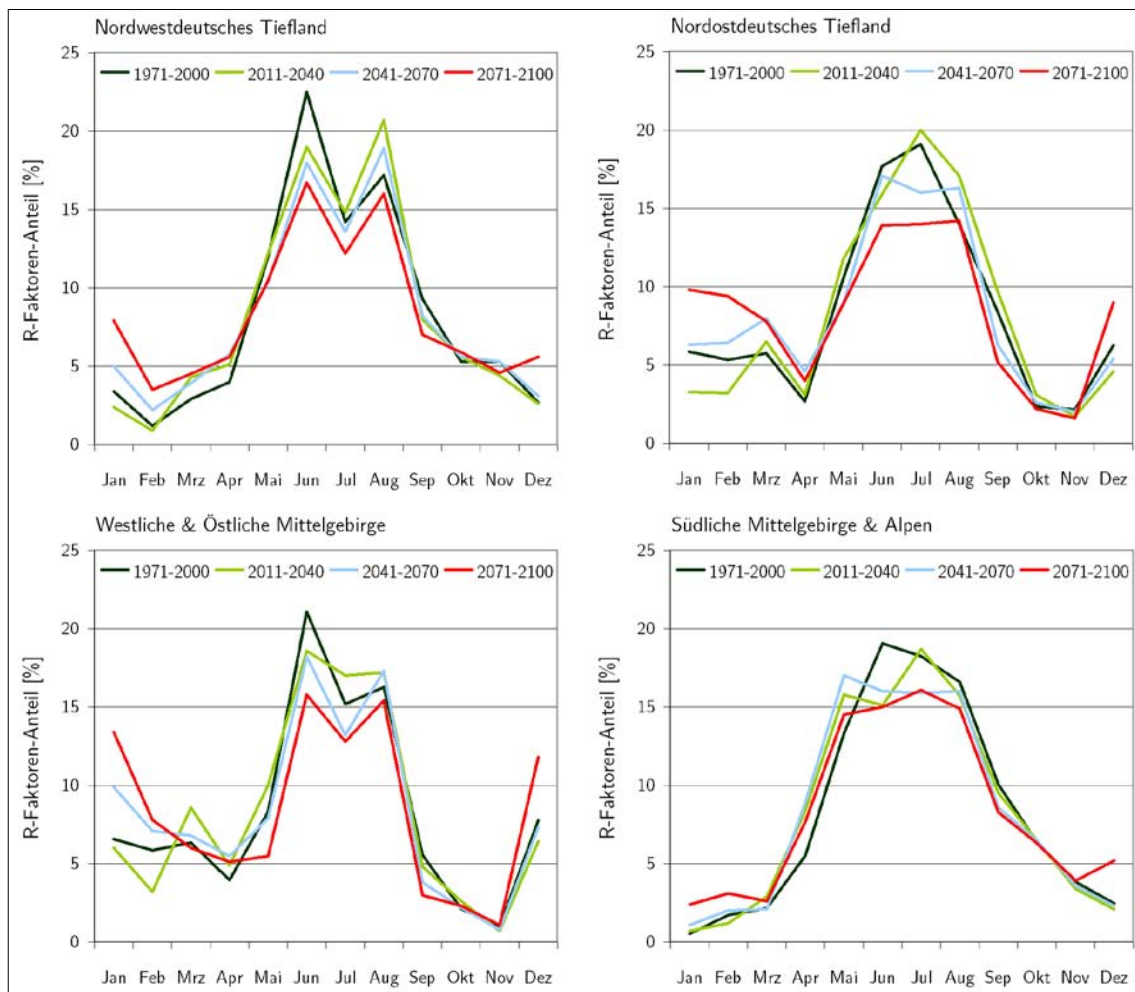 Nordwestdeutsches Tiefland
25
1971-2000 2011-2040 2041-2070 2071-2100
20
15
10
5
0
R-Faktoren-Anteil [%]
Jan Feb Mrz Apr Mai Jun Jul Aug Sep Okt Nov Dez
Nordostdeutsches Tiefland
25
1971-2000 2011-2040 2041-2070 2071-2100
20
15
10
5
0
R-Faktoren-Anteil [%]
Jan Feb Mrz Apr Mai Jun Jul Aug Sep Okt Nov Dez
Westliche & Östliche Mittelgebirge
25
1971-2000 2011-2040 2041-2070 2071-2100
20
15
10
5
0
R-Faktoren-Anteil [%]
Jan Feb Mrz Apr Mai Jun Jul Aug Sep Okt Nov Dez
Südliche Mittelgebirge & Alpen
25
1971-2000 2011-2040 2041-2070 2071-2100
20
15
10
5
0
R-Faktoren-Anteil [%]
Jan Feb Mrz Apr Mai Jun Jul Aug Sep Okt Nov Dez